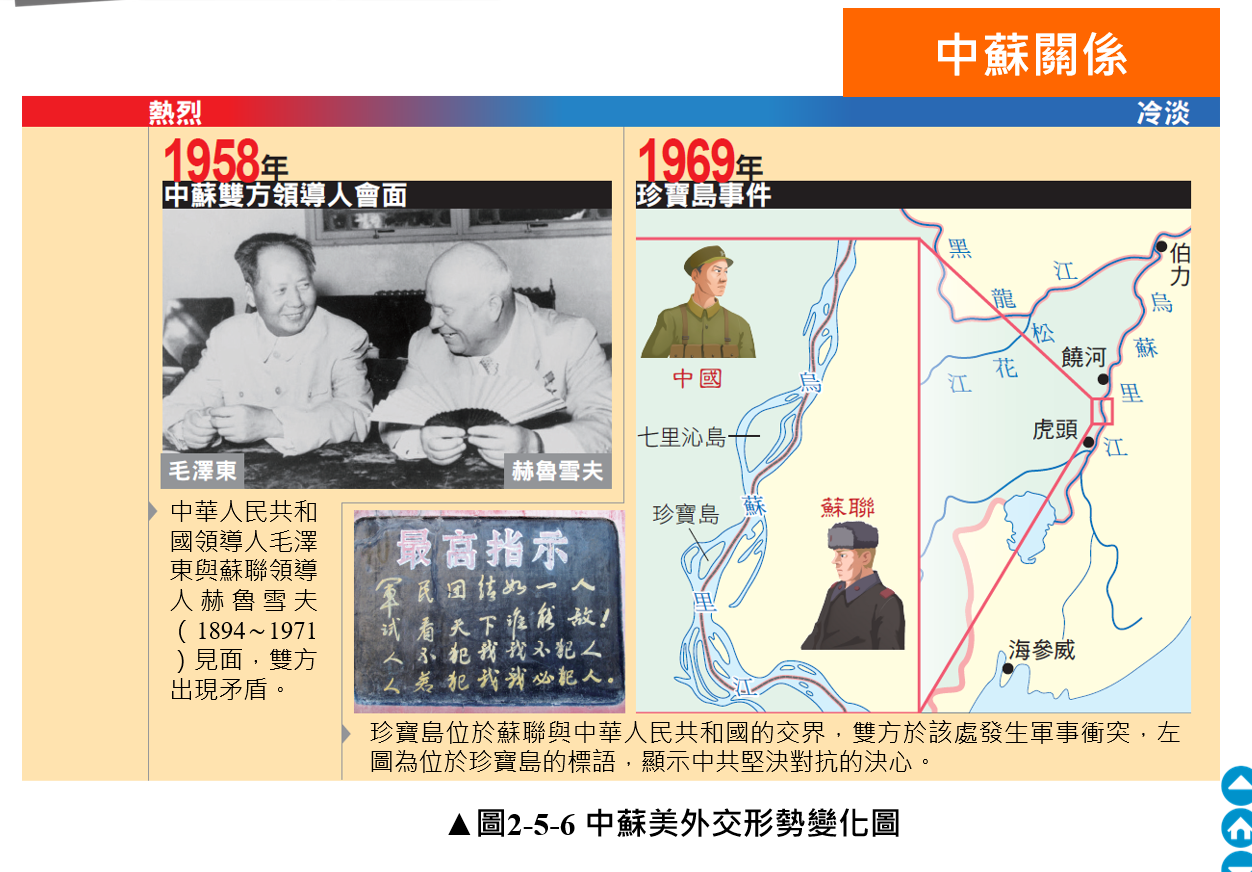 中蘇關係
熱烈
冷淡
1958年
中蘇雙方領導人會面
毛澤東
赫魯雪夫
中華人民共和
國領導人毛澤
東與蘇聯領導
人赫魯雪夫
（1894～1971
）見面，雙方
出現矛盾。
1969年
珍寶島事件
中國
七里沁島
珍寶島
烏
蘇
里
江
蘇聯
黑
龍
江
松
花
江
伯
力
烏
蘇
里
江
饒河
虎頭
海參威
最高指示
軍民团结如一人
试看天下谁能敌!
人不犯我我不犯人
人若犯我我必犯人。
珍寶島位於蘇聯與中華人民共和國的交界，雙方於該處發生軍事衝突，左
圖為位於珍寶島的標語，顯示中共堅決對抗的決心。
▲圖2-5-6 中蘇美外交形勢變化圖